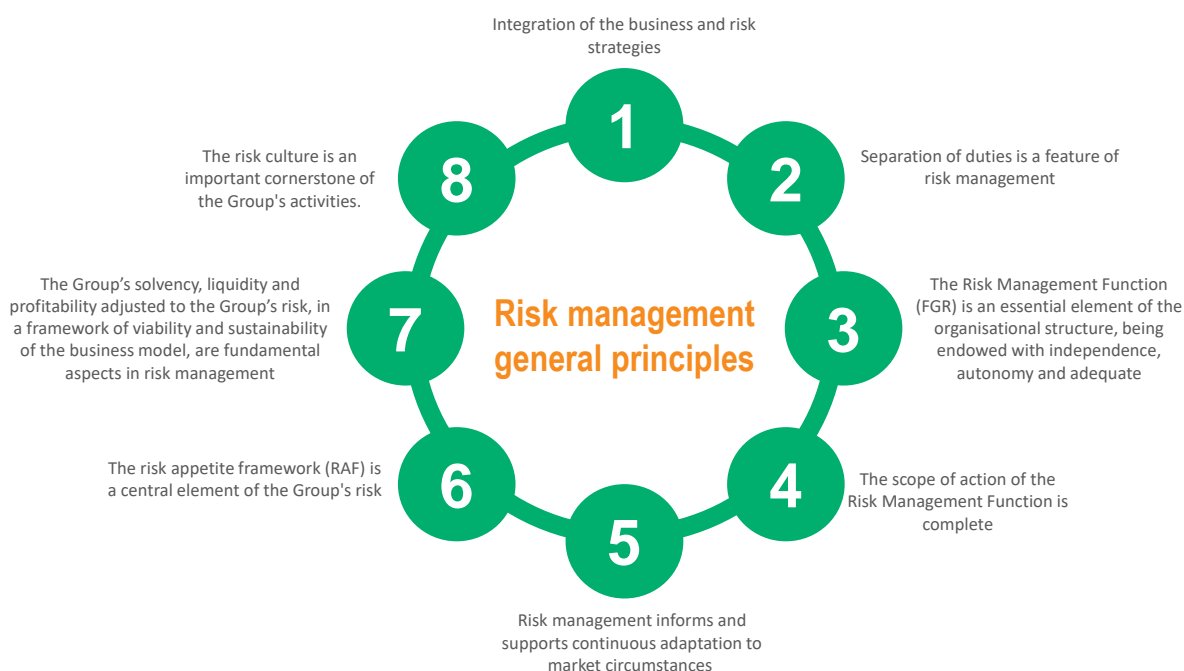 Integration of the business and risk
strategies
1
2
Separation of duties is a feature of
risk management
3
The Risk Management Function
(FGR) is an essential element of the
organisational structure, being
endowed with independence,
autonomy and adequate
4
The scope of action of the
Risk Management Function is
complete
5
Risk management informs and
supports continuous adaptation to
market circumstances
6
The risk appetite framework (RAF) is
a central element of the Group's risk
7
The Group’s solvency, liquidity and
profitability adjusted to the Group’s risk, in
a framework of viability and sustainability
of the business model, are fundamental
aspects in risk management
8
The risk culture is an
important cornerstone of
the Group's activities.
Risk management
general principles